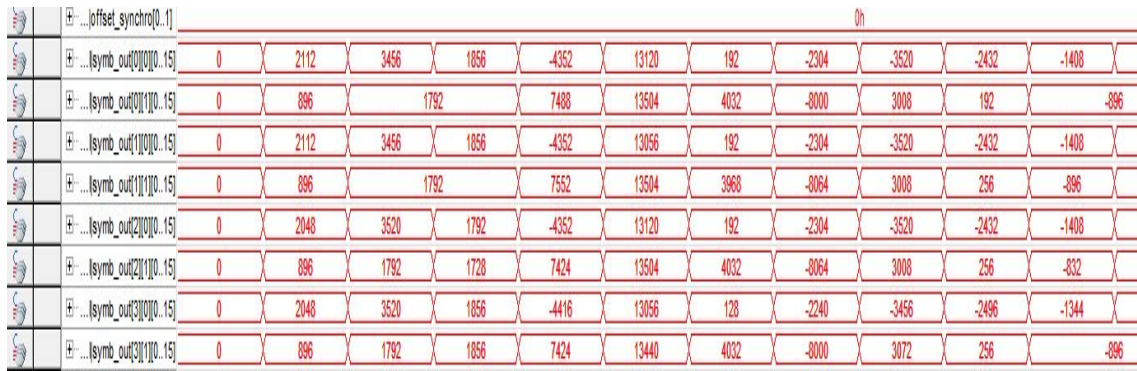 ...|offset_synchro[0..1] 0h
...|symb_out[0][0][0..15] 0 2112 3456 1856 -4352 13120 192 -2304 -3520 -2432 -1408
...|symb_out[0][1][0..15] 0 896 1792 7488 13504 4032 -8000 3008 192 -896
...|symb_out[1][0][0..15] 0 2112 3456 1856 -4352 13056 192 -2304 -3520 -2432 -1408
...|symb_out[1][1][0..15] 0 896 1792 7552 13504 3968 -8064 3008 256 -896
...|symb_out[2][0][0..15] 0 2048 3520 1792 -4352 13120 192 -2304 -3520 -2432 -1408
...|symb_out[2][1][0..15] 0 896 1792 1728 7424 13504 4032 -8064 3008 256 -832
...|symb_out[3][0][0..15] 0 2048 3520 1856 -4416 13056 128 -2240 -3456 -2496 -1344
...|symb_out[3][1][0..15] 0 896 1792 1856 7424 13440 4032 -8000 3072 256 -896